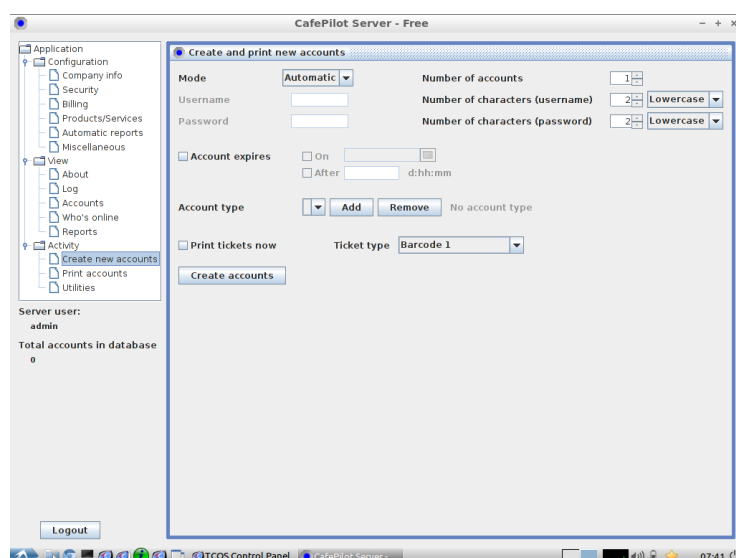 CafePilot Server - Free
Application
Configuration
Company info
Security
Billing
Products/Services
Automatic reports
Miscellaneous
View
About
Log
Accounts
Who's online
Reports
Activity
Create new accounts
Print accounts
Utilities
Server user:
admin
Total accounts in database
0
Logout
Create and print new accounts
Mode Automatic Number of accounts 1
Username Number of characters (username) 2 Lowercase
Password Number of characters (password) 2 Lowercase
Account expires On
After d:hh:mm
Account type Add Remove No account type
Print tickets now Ticket type Barcode 1
Create accounts
TCOS Control Panel CafePilot Server - 07:41